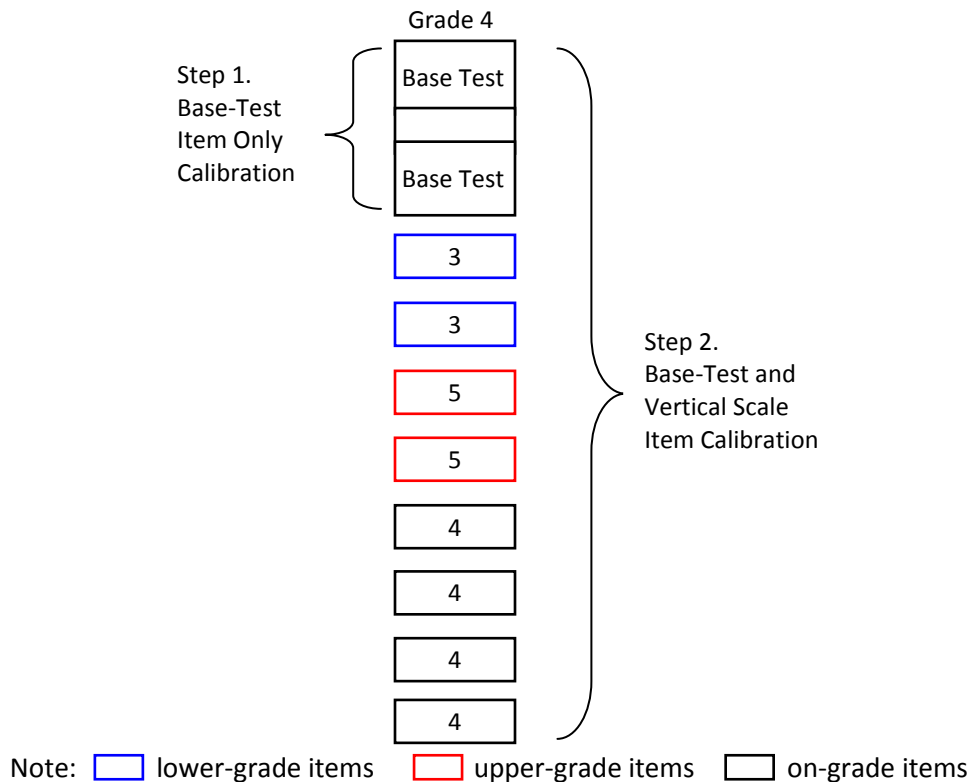 Grade 4
Step 1.
Base-Test
Item Only
Calibration
Base Test
Base Test
3
3
5
5
4
4
4
4
Step 2.
Base-Test and
Vertical Scale
Item Calibration
Note: lower-grade items upper-grade items on-grade items